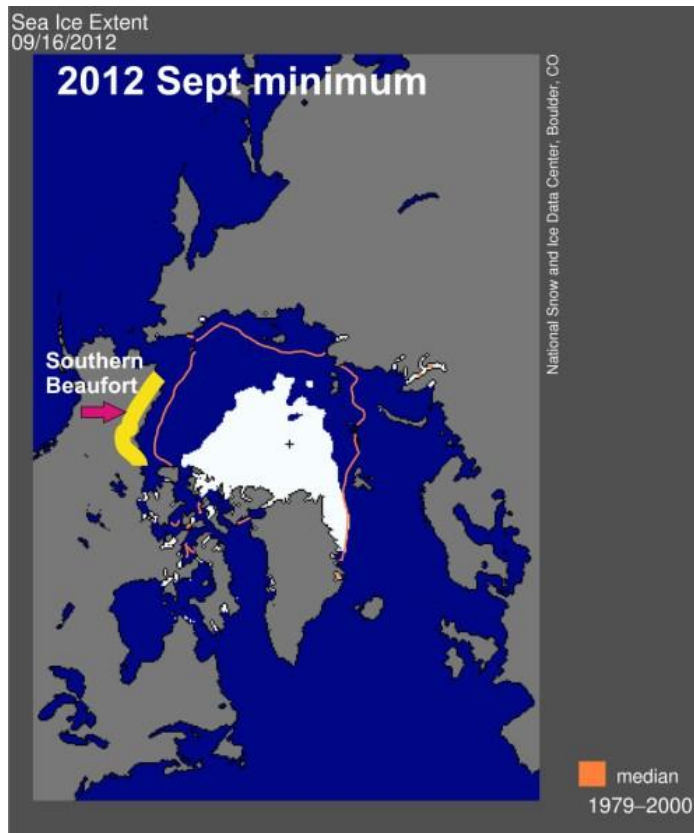 Sea Ice Extent
09/16/2012
2012 Sept minimum
National Snow and Ice Data Center, Boulder, CO
Southern
Beaufort
median
1979–2000